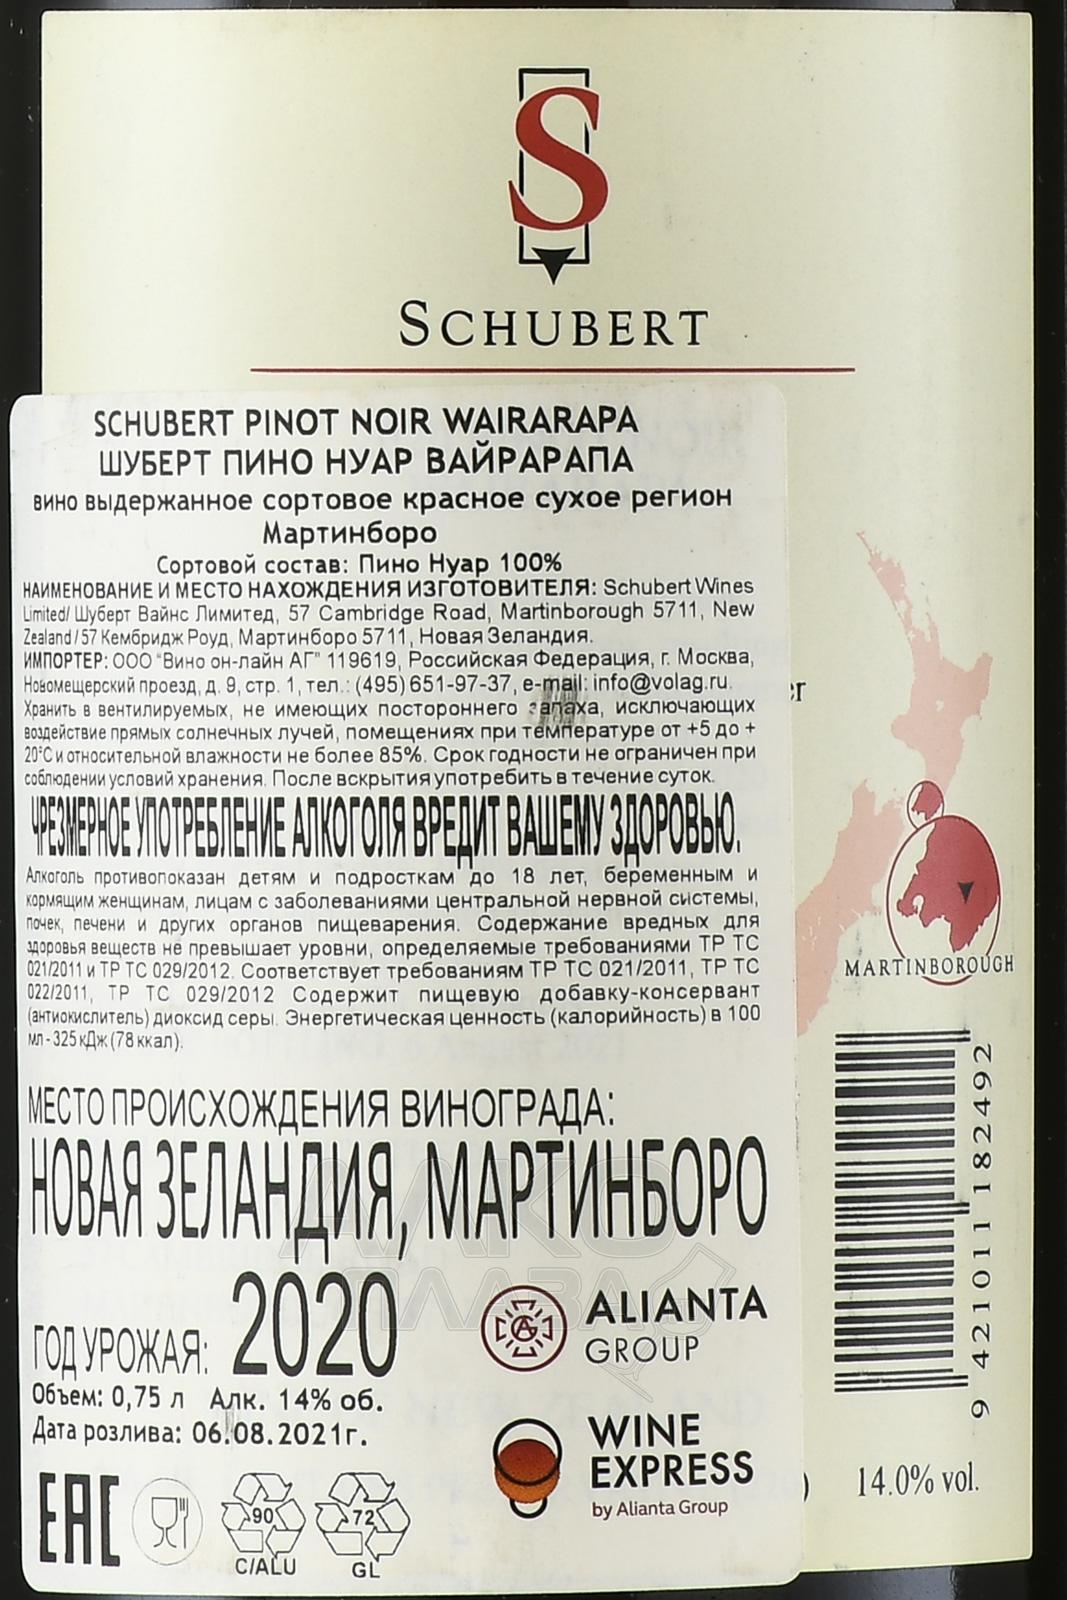 S
SCHUBERT
SCHUBERT PINOT NOIR WAIRARAPA
ШУБЕРТ ПИНО НУАР ВАЙРАРАПА
вино выдержанное сортовое красное сухое регион
Мартинборо
Сортовой состав: Пино Нуар 100%
НАИМЕНОВАНИЕ И МЕСТО НАХОЖДЕНИЯ ИЗГОТОВИТЕЛЯ: Schubert Wines
Limited/ Шуберт Вайнс Лимитед, 57 Cambridge Road, Martinborough 5711, New
Zealand / 57 Кембридж Роуд, Мартинборо 5711, Новая Зеландия.
ИМПОРТЕР: ООО "Вино он-лайн АГ" 119619, Российская Федерация, г. Москва,
Новомещерский проезд, д. 9, стр. 1, тел.: (495) 651-97-37, e-mail: info@volag.ru.
Хранить в вентилируемых, не имеющих постороннего запаха, исключающих
воздействие прямых солнечных лучей, помещениях при температуре от +5 до +
20°С и относительной влажности не более 85%. Срок годности не ограничен при
соблюдении условий хранения. После вскрытия употребить в течение суток.
ЧРЕЗМЕРНОЕ УПОТРЕБЛЕНИЕ АЛКОГОЛЯ ВРЕДИТ ВАШЕМУ ЗДОРОВЬЮ.
Алкоголь противопоказан детям и подросткам до 18 лет, беременным и
кормящим женщинам, лицам с заболеваниями центральной нервной системы,
почек, печени и других органов пищеварения. Содержание вредных для
здоровья веществ не превышает уровни, определяемые требованиями ТР ТС
021/2011 и ТР ТС 029/2012. Соответствует требованиям ТР ТС 021/2011, ТР ТС
022/2011, ТР ТС 029/2012 Содержит пищевую добавку-консервант
(антиокислитель) диоксид серы. Энергетическая ценность (калорийность) в 100
мл - 325 кДж (78 ккал).
МЕСТО ПРОИСХОЖДЕНИЯ ВИНОГРАДА:
НОВАЯ ЗЕЛАНДИЯ, МАРТИНБОРО
ГОД УРОЖАЯ: 2020
Объем: 0,75 л Алк. 14% об.
Дата розлива: 06.08.2021г.
ALIANTA
GROUP
WINE
EXPRESS
by Alianta Group
EAC
90
C/ALU
72
GL
MARTINBOROUGH
9 421011 182492
14.0% vol.
АЛКО
ПЛАЗА